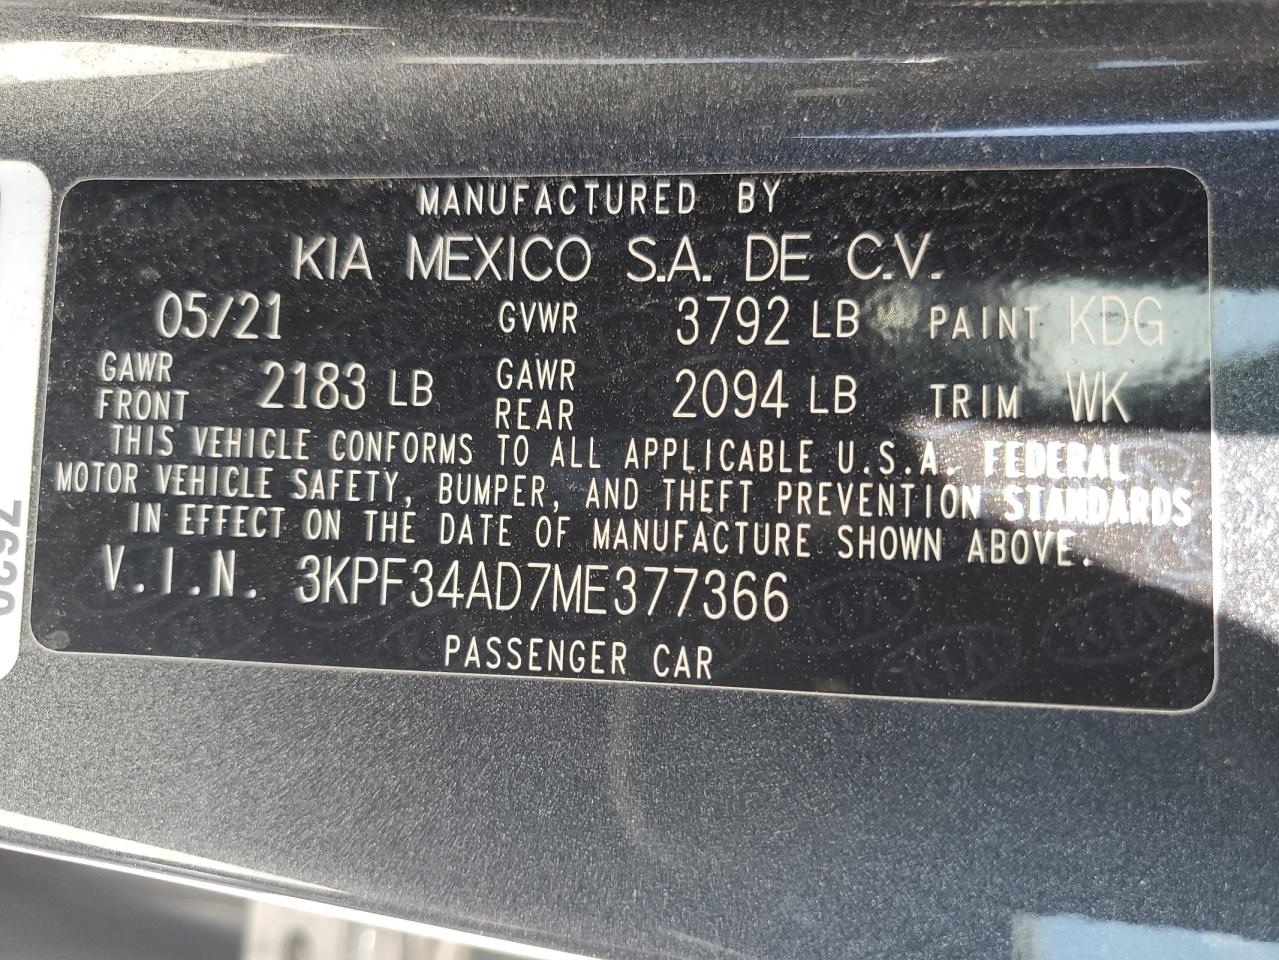 MANUFACTURED BY
KIA MEXICO S.A. DE C.V.
05/21 GVWR 3792 LB PAINT KDG
GAWR FRONT 2183 LB GAWR REAR 2094 LB TRIM WK
THIS VEHICLE CONFORMS TO ALL APPLICABLE U.S.A. FEDERAL
MOTOR VEHICLE SAFETY, BUMPER, AND THEFT PREVENTION STANDARDS
IN EFFECT ON THE DATE OF MANUFACTURE SHOWN ABOVE.
V.I.N. 3KPF34AD7ME377366
PASSENGER CAR